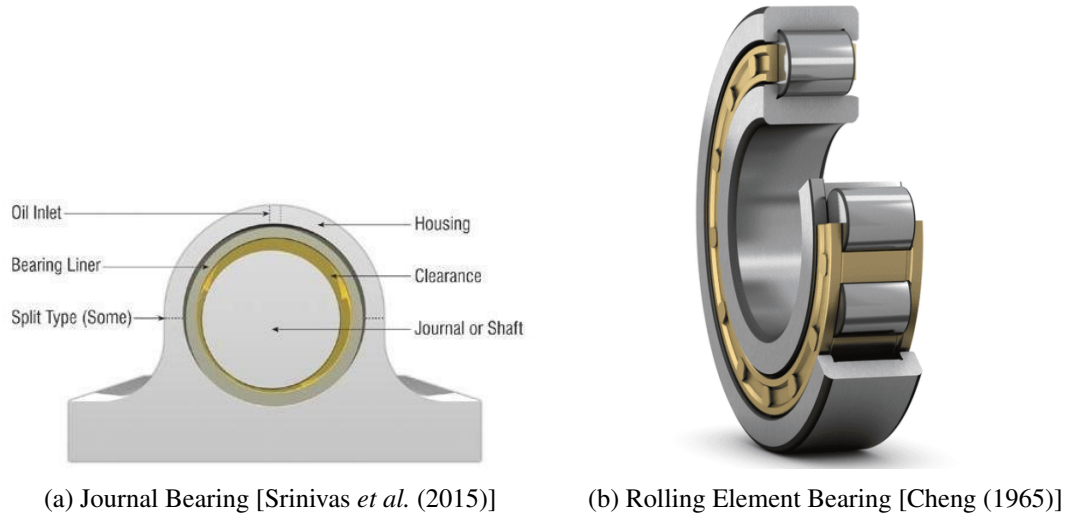 Oil Inlet
Housing
Bearing Liner
Clearance
Split Type (Some)
Journal or Shaft
(a) Journal Bearing [Srinivas et al. (2015)]
(b) Rolling Element Bearing [Cheng (1965)]